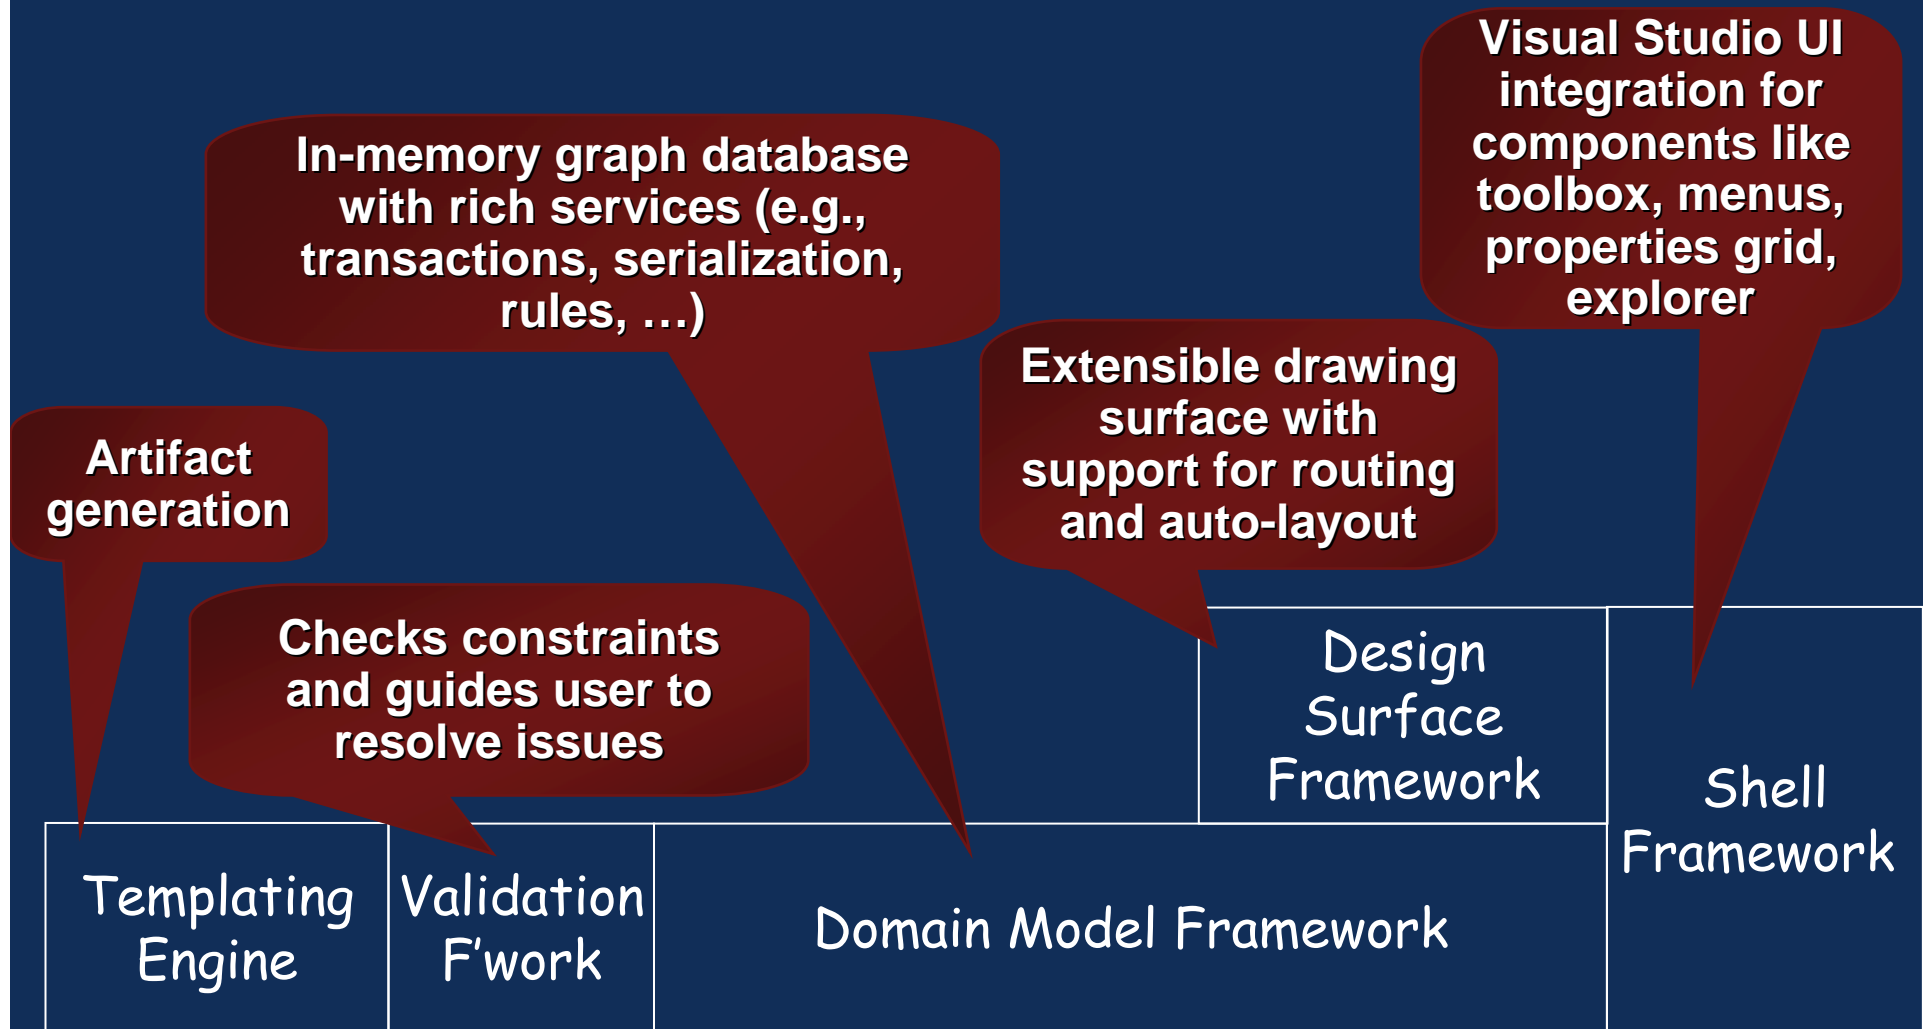 Visual Studio UI
integration for
components like
toolbox, menus,
properties grid,
explorer
In-memory graph database
with rich services (e.g.,
transactions, serialization,
rules, …)
Extensible drawing
surface with
support for routing
and auto-layout
Artifact
generation
Checks constraints
and guides user to
resolve issues
Design
Surface
Framework
Shell
Framework
Templating
Engine
Validation
F'work
Domain Model Framework